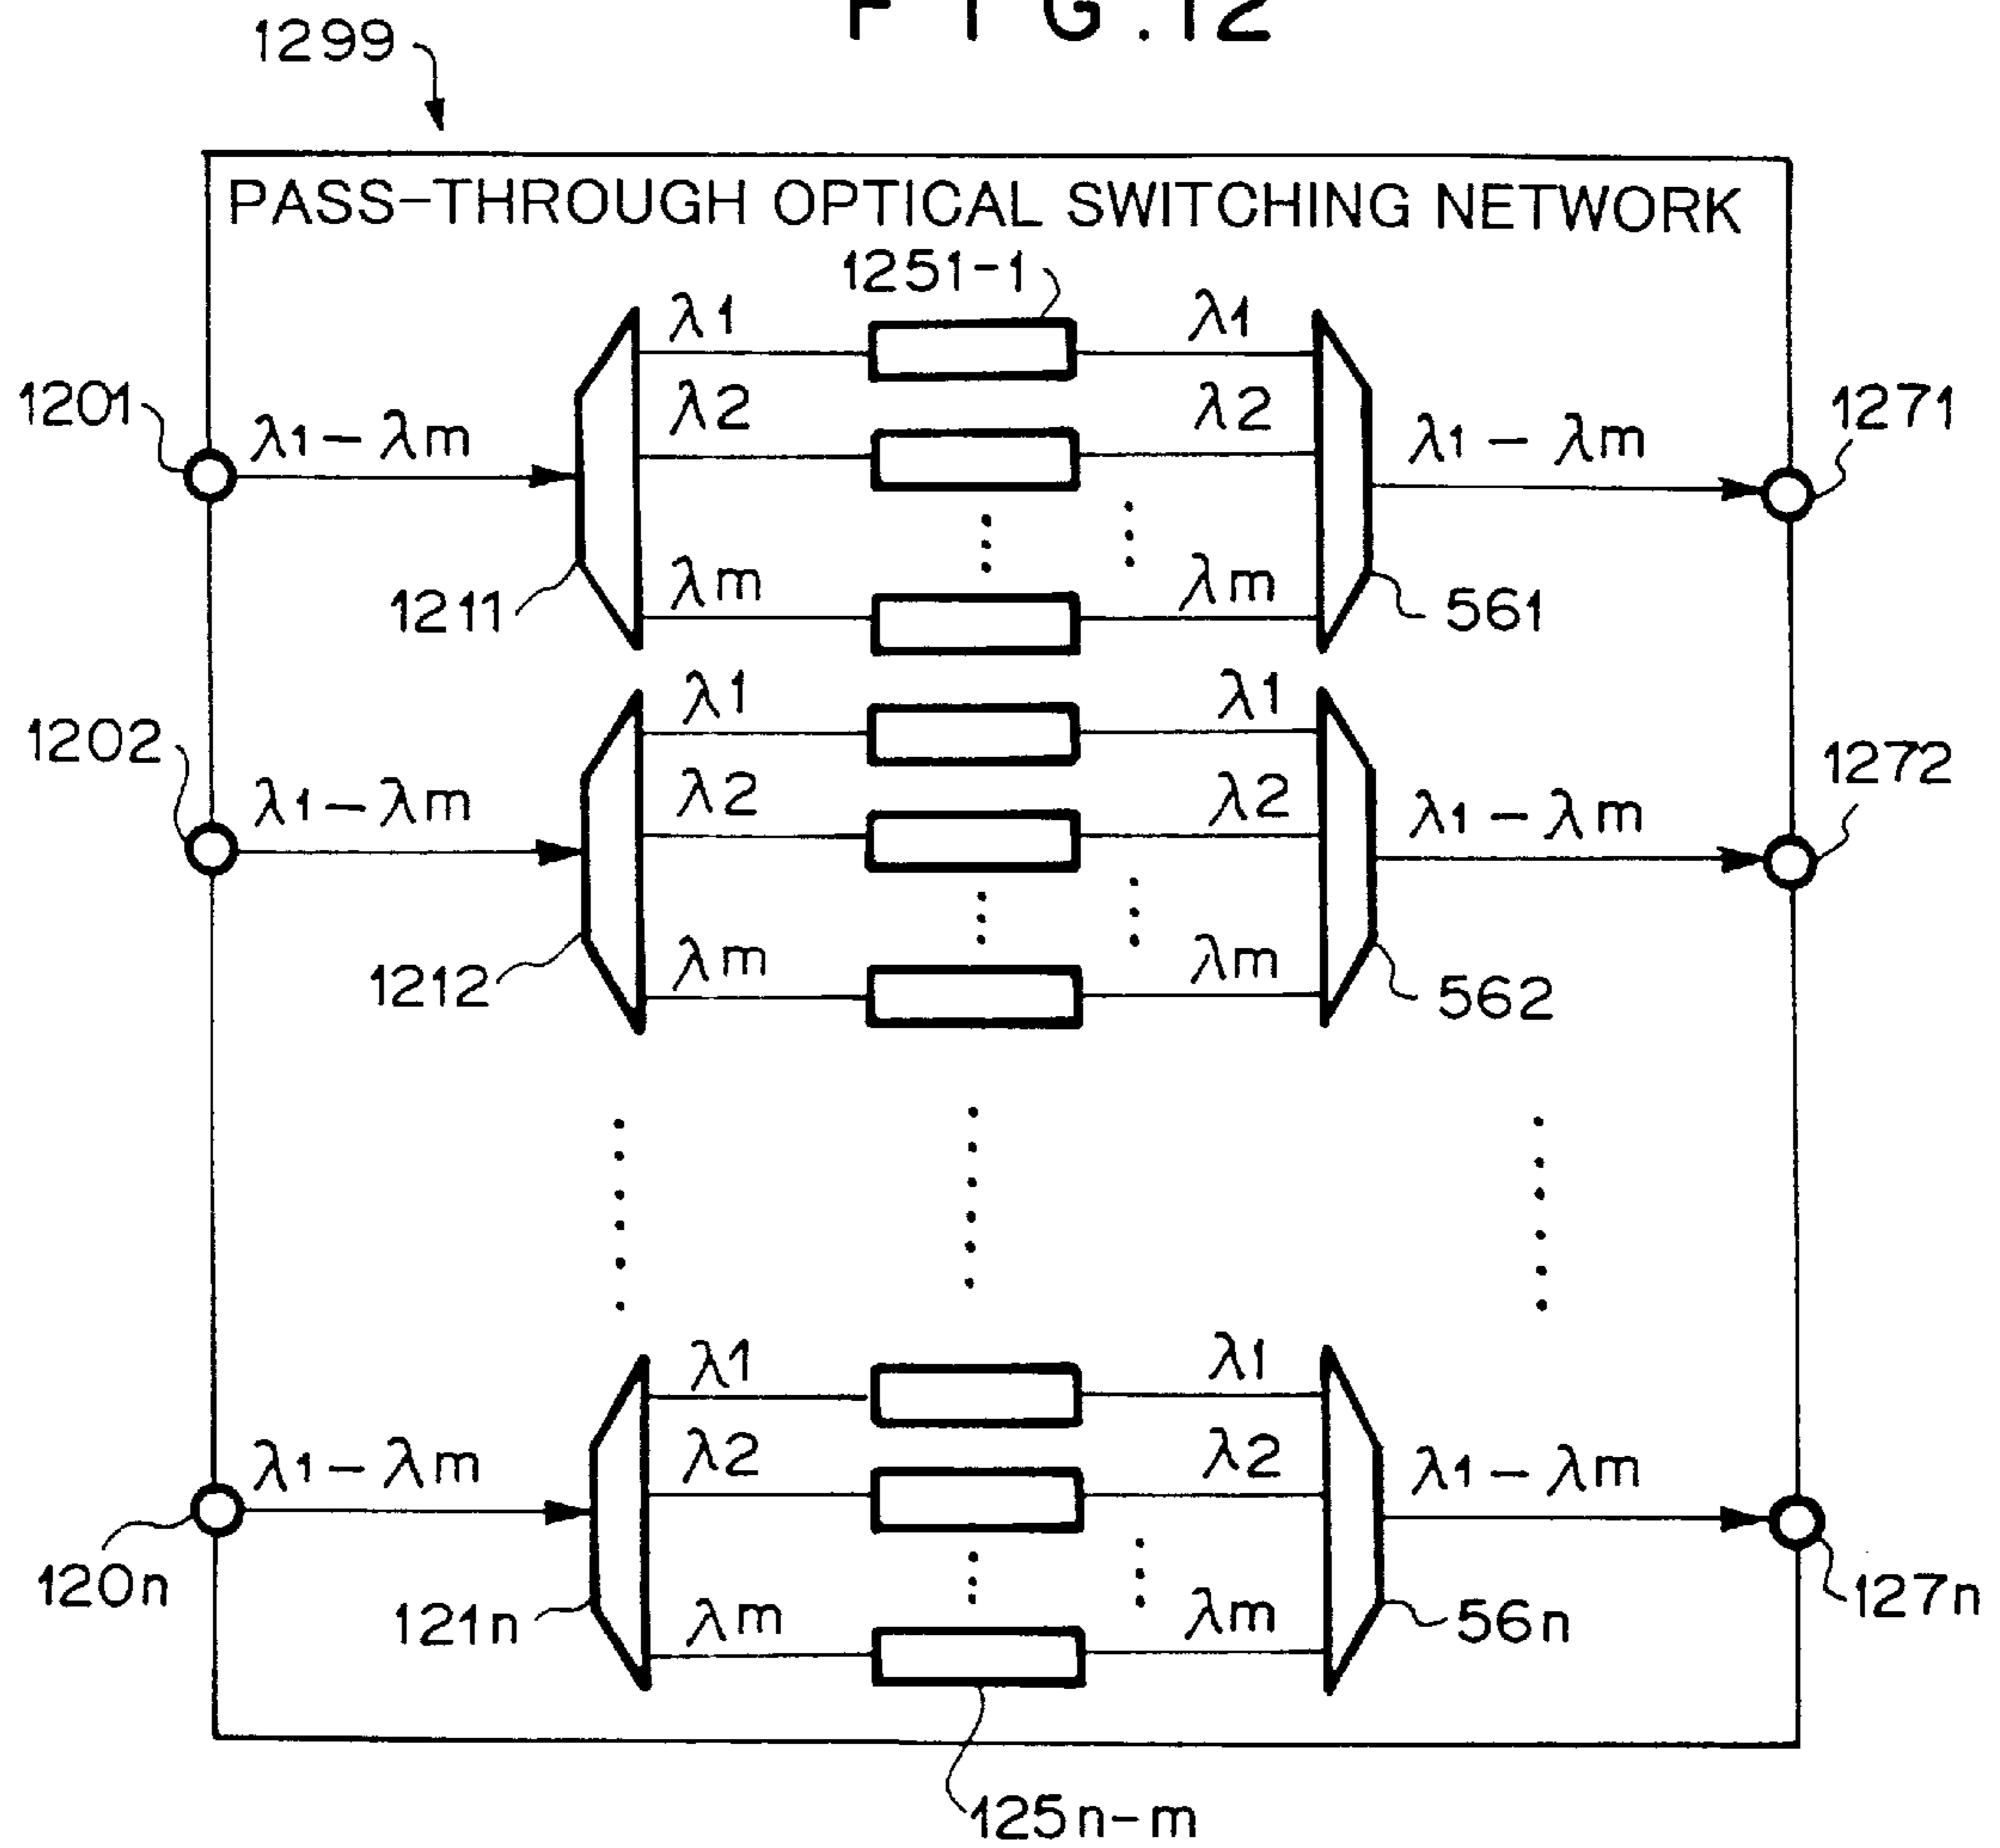 FIG.12
1299
PASS-THROUGH OPTICAL SWITCHING NETWORK
1251-1
λ1 λ1
1201 λ1-λm λ2 λ2 λ1-λm 1271
1211 λm λm 561
λ1 λ1
1202 λ1-λm λ2 λ2 λ1-λm 1272
1212 λm λm 562
λ1 λ1
λ1-λm λ2 λ2 λ1-λm
120n 121n λm λm 56n 127n
125n-m